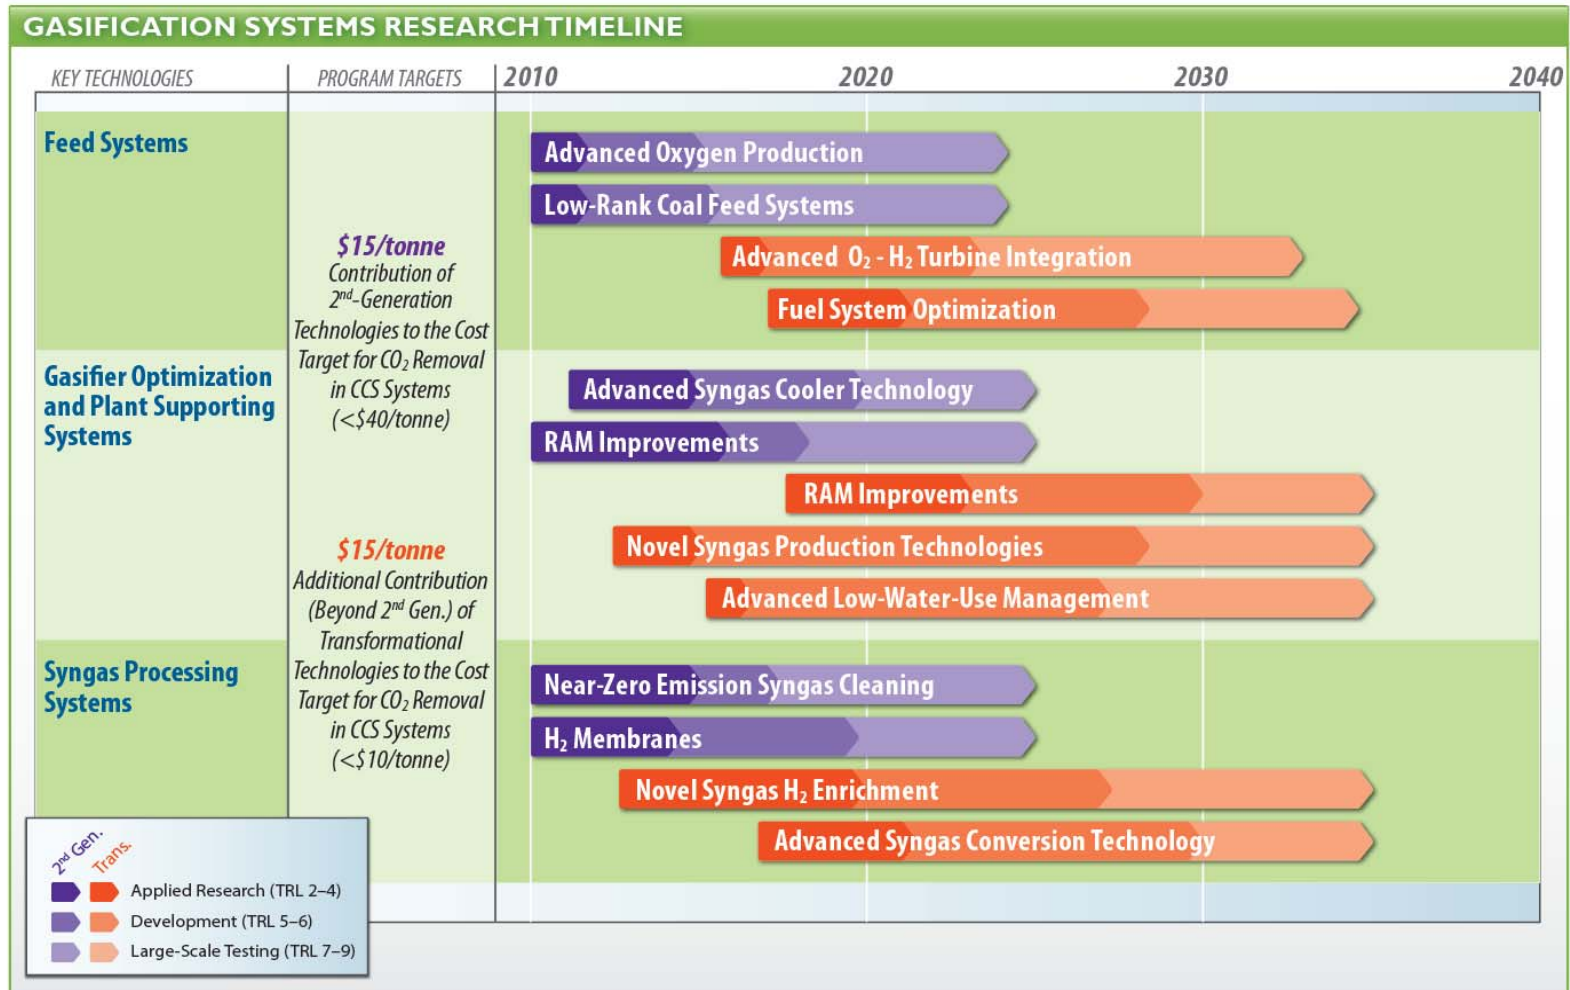 GASIFICATION SYSTEMS RESEARCH TIMELINE
KEY TECHNOLOGIES
PROGRAM TARGETS
2010
2020
2030
2040
Feed Systems
Advanced Oxygen Production
Low-Rank Coal Feed Systems
Advanced O₂ - H₂ Turbine Integration
Fuel System Optimization
$15/tonne
Contribution of
2ⁿᵈ-Generation
Technologies to the Cost
Target for CO₂ Removal
in CCS Systems
(<$40/tonne)
Gasifier Optimization
and Plant Supporting
Systems
Advanced Syngas Cooler Technology
RAM Improvements
RAM Improvements
Novel Syngas Production Technologies
Advanced Low-Water-Use Management
$15/tonne
Additional Contribution
(Beyond 2ⁿᵈ Gen.) of
Transformational
Technologies to the Cost
Target for CO₂ Removal
in CCS Systems
(<$10/tonne)
Syngas Processing
Systems
Near-Zero Emission Syngas Cleaning
H₂ Membranes
Novel Syngas H₂ Enrichment
Advanced Syngas Conversion Technology
2ⁿᵈ Gen.
Trans.
Applied Research (TRL 2–4)
Development (TRL 5–6)
Large-Scale Testing (TRL 7–9)